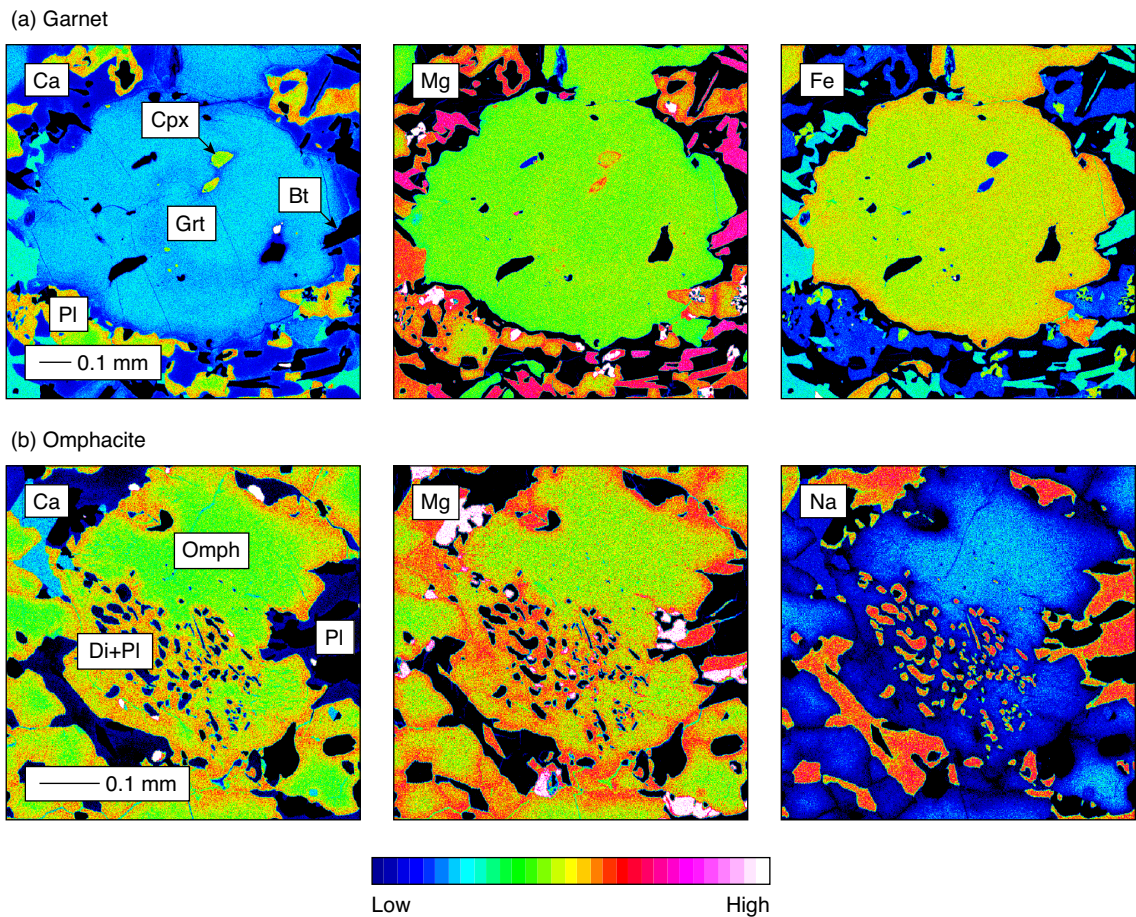 (a) Garnet
Ca
Mg
Fe
Cpx
Bt
Grt
Pl
0.1 mm
(b) Omphacite
Ca
Mg
Na
Omph
Di+Pl
Pl
0.1 mm
Low
High